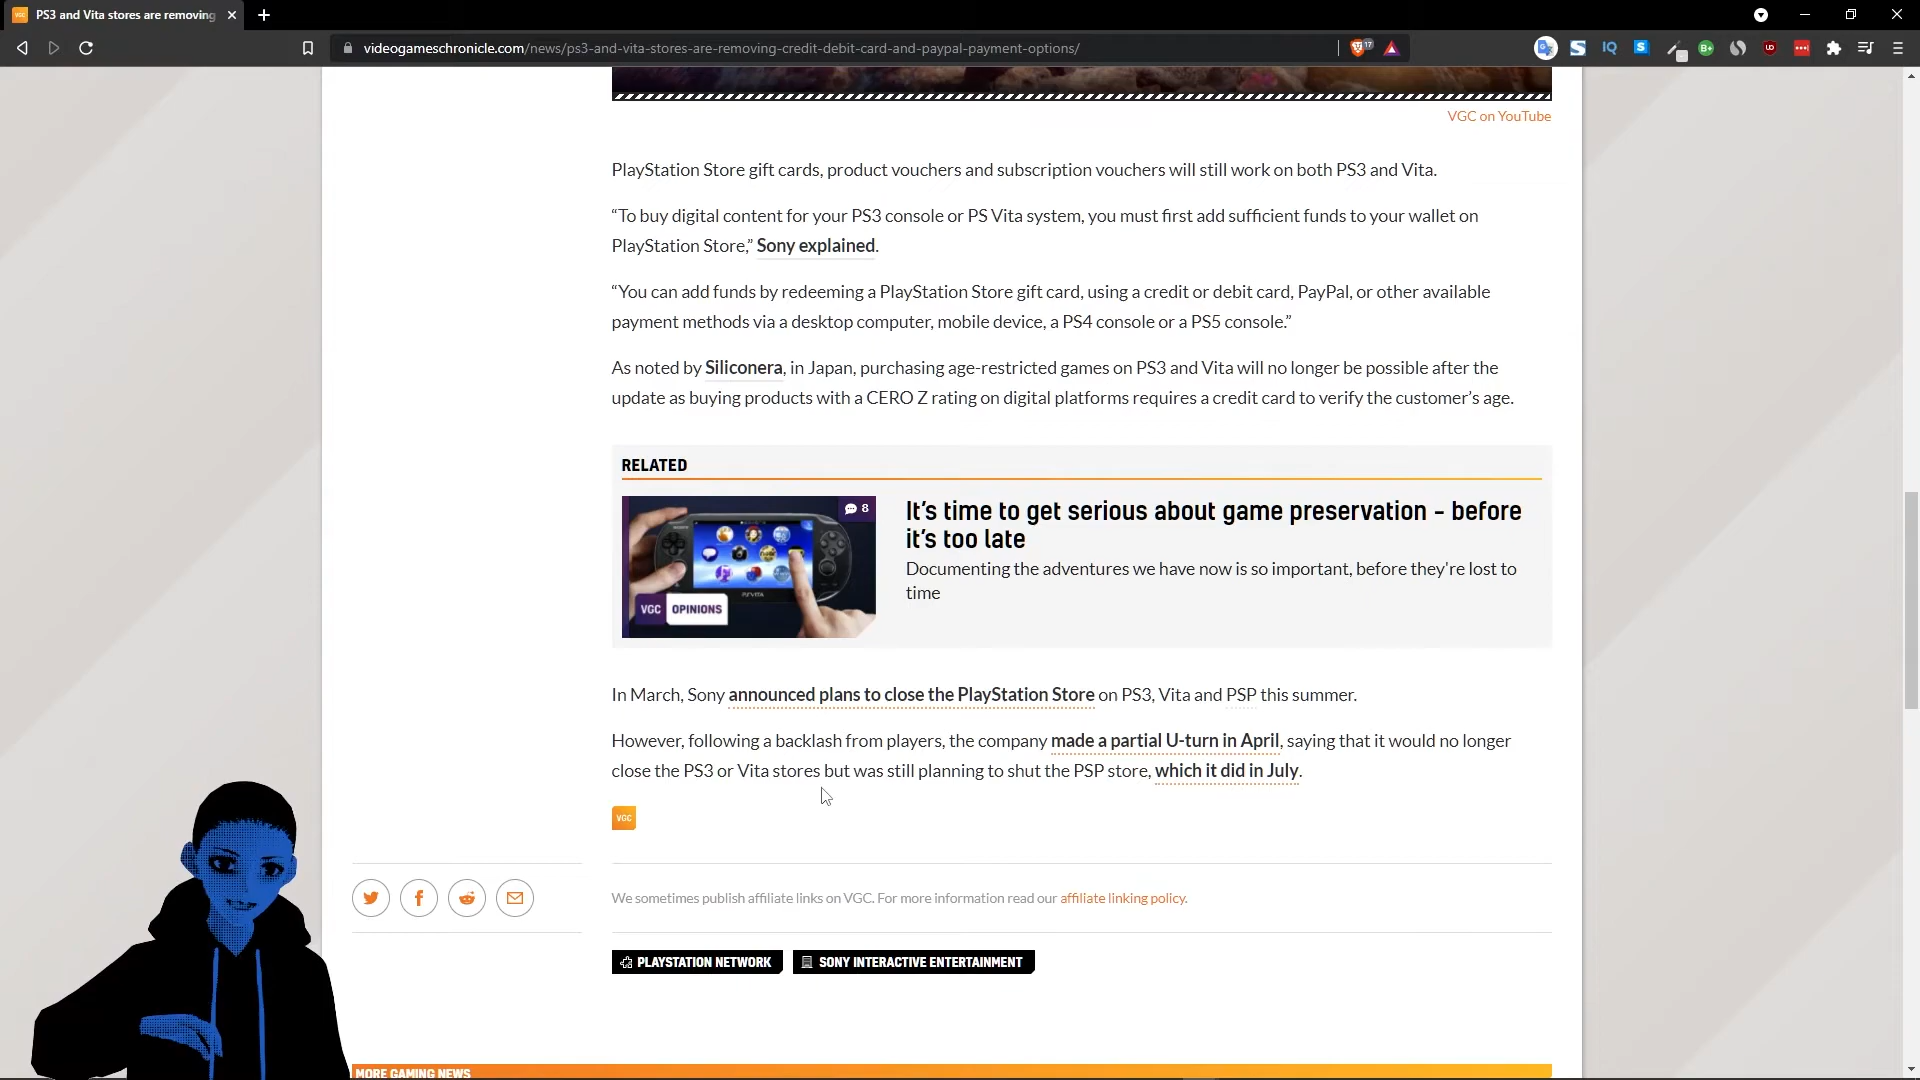 PS3 and Vita stores are removing
videogameschronicle.com/news/ps3-and-vita-stores-are-removing-credit-debit-card-and-paypal-payment-options/
VGC on YouTube
PlayStation Store gift cards, product vouchers and subscription vouchers will still work on both PS3 and Vita.
“To buy digital content for your PS3 console or PS Vita system, you must first add sufficient funds to your wallet on
PlayStation Store,” Sony explained.
“You can add funds by redeeming a PlayStation Store gift card, using a credit or debit card, PayPal, or other available
payment methods via a desktop computer, mobile device, a PS4 console or a PS5 console.”
As noted by Siliconera, in Japan, purchasing age-restricted games on PS3 and Vita will no longer be possible after the
update as buying products with a CERO Z rating on digital platforms requires a credit card to verify the customer’s age.
RELATED
8
VGC OPINIONS
It’s time to get serious about game preservation – before
it’s too late
Documenting the adventures we have now is so important, before they're lost to
time
In March, Sony announced plans to close the PlayStation Store on PS3, Vita and PSP this summer.
However, following a backlash from players, the company made a partial U-turn in April, saying that it would no longer
close the PS3 or Vita stores but was still planning to shut the PSP store, which it did in July.
VGC
We sometimes publish affiliate links on VGC. For more information read our affiliate linking policy.
PLAYSTATION NETWORK
SONY INTERACTIVE ENTERTAINMENT
MORE GAMING NEWS